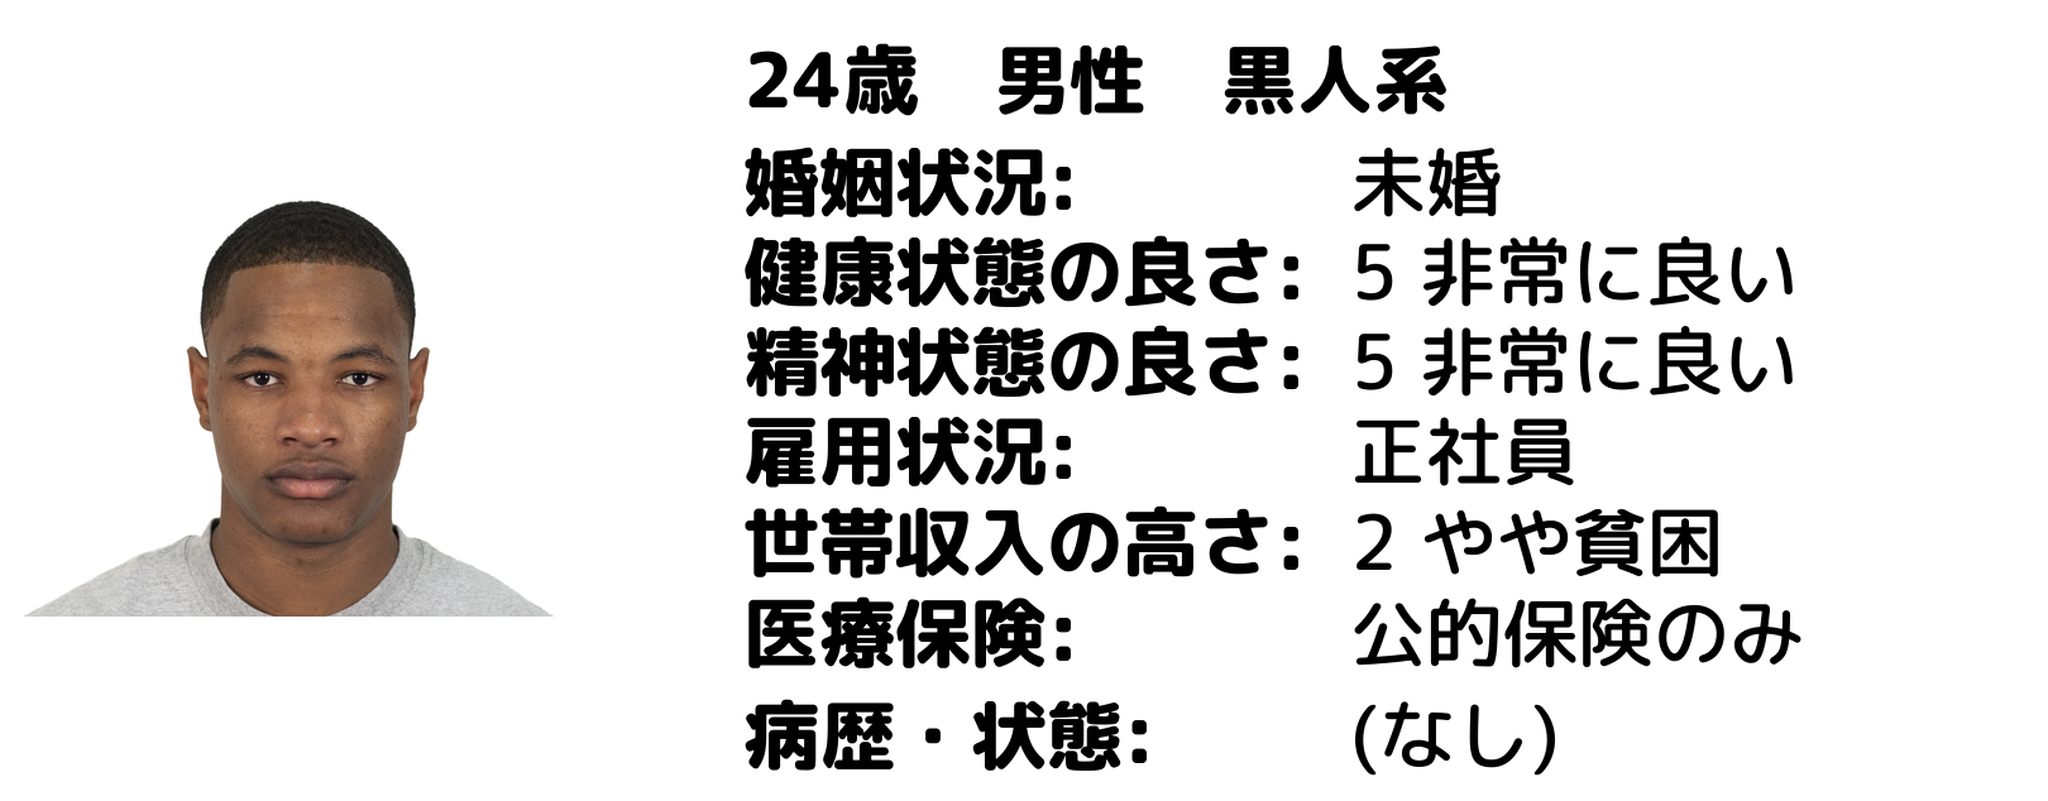 24歳　男性　黒人系
婚姻状況: 未婚
健康状態の良さ: 5 非常に良い
精神状態の良さ: 5 非常に良い
雇用状況: 正社員
世帯収入の高さ: 2 やや貧困
医療保険: 公的保険のみ
病歴・状態: (なし)